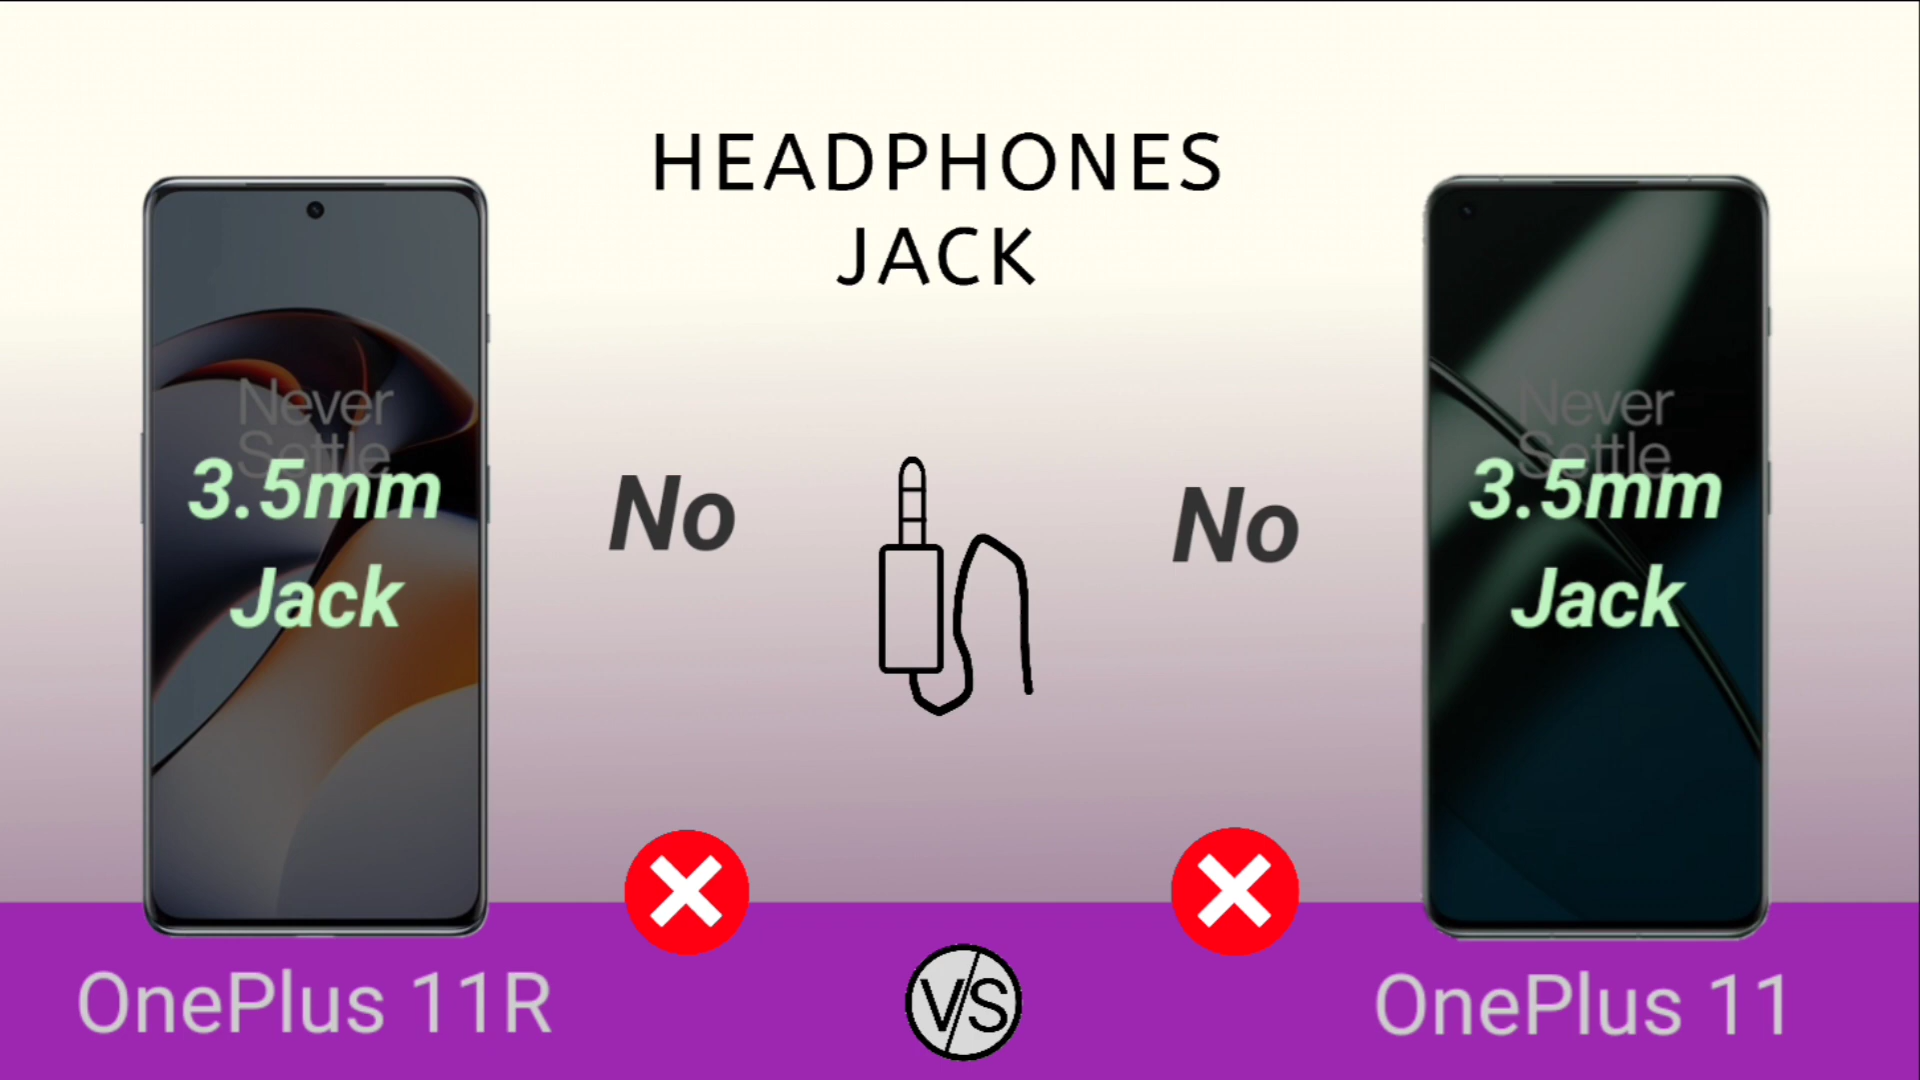 HEADPHONES
JACK
Never
Settle
3.5mm
Jack
No
No
Never
Settle
3.5mm
Jack
OnePlus 11R
VS
OnePlus 11